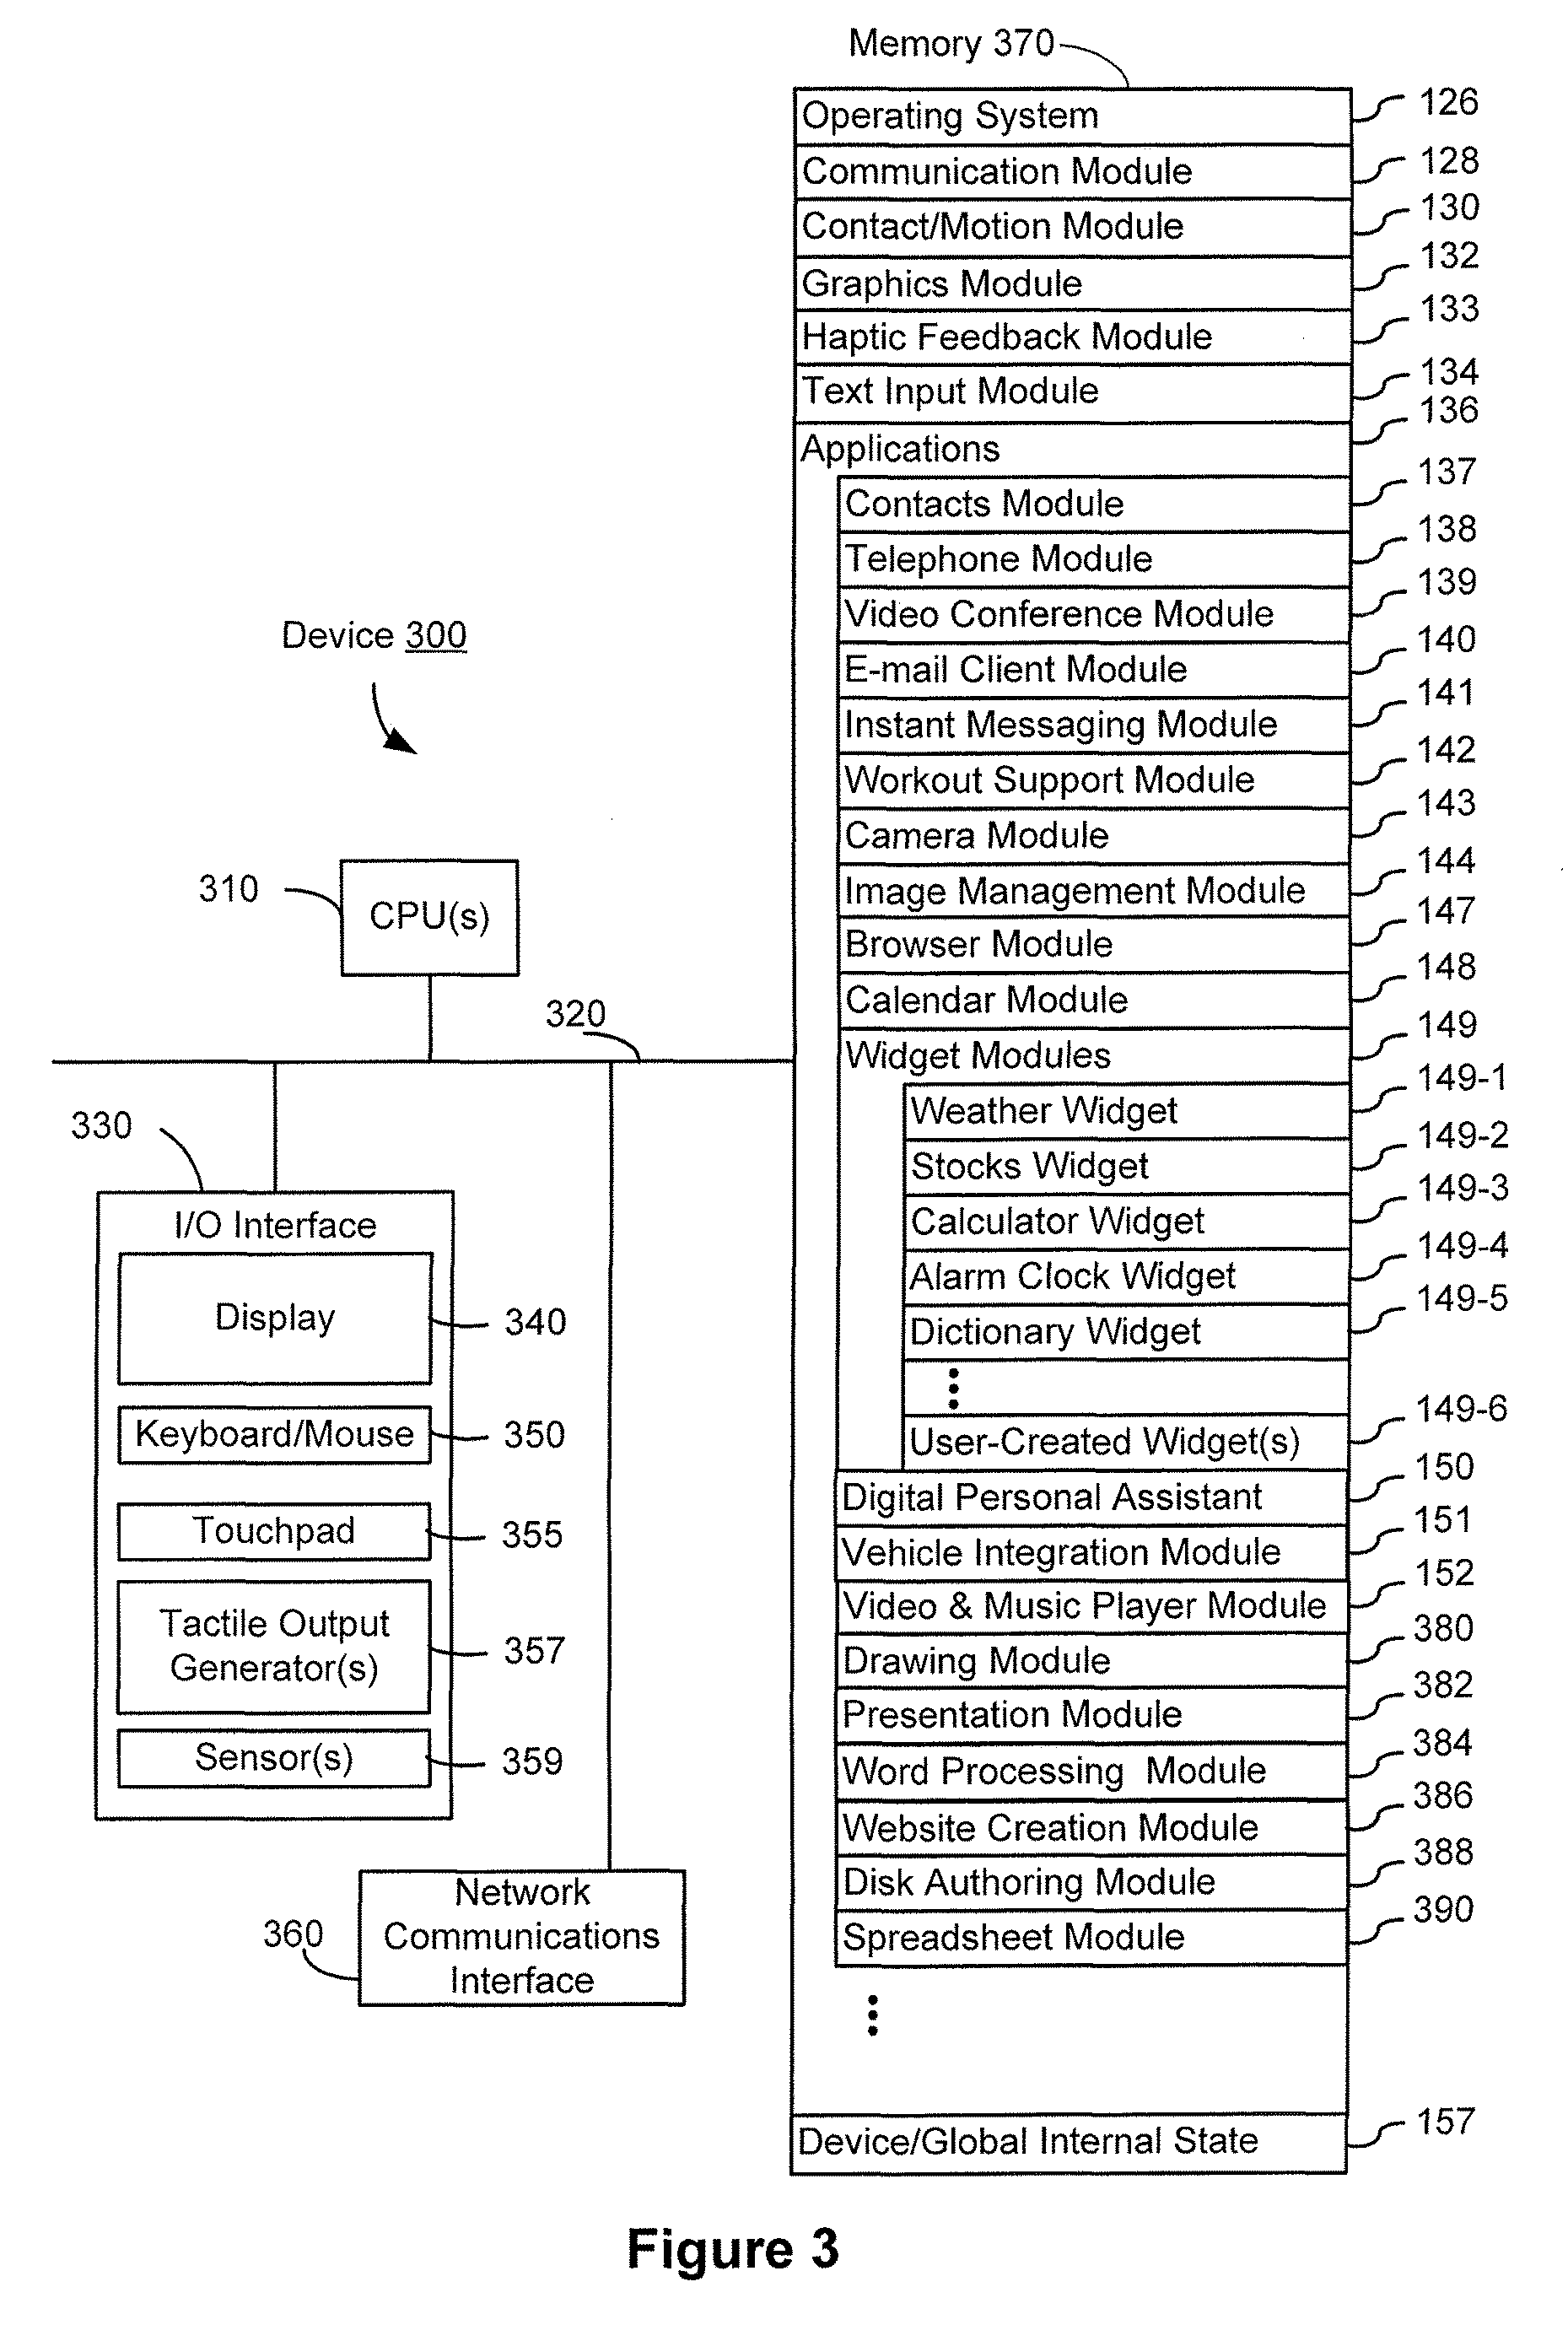 Memory 370
Operating System 126
Communication Module 128
Contact/Motion Module 130
Graphics Module 132
Haptic Feedback Module 133
Text Input Module 134
Applications 136
Contacts Module 137
Telephone Module 138
Video Conference Module 139
E-mail Client Module 140
Instant Messaging Module 141
Workout Support Module 142
Camera Module 143
Image Management Module 144
Browser Module 147
Calendar Module 148
Widget Modules 149
Weather Widget 149-1
Stocks Widget 149-2
Calculator Widget 149-3
Alarm Clock Widget 149-4
Dictionary Widget 149-5
User-Created Widget(s) 149-6
Digital Personal Assistant 150
Vehicle Integration Module 151
Video & Music Player Module 152
Drawing Module 380
Presentation Module 382
Word Processing Module 384
Website Creation Module 386
Disk Authoring Module 388
Spreadsheet Module 390
Device/Global Internal State 157
Device 300
310
CPU(s)
320
330
I/O Interface
Display 340
Keyboard/Mouse 350
Touchpad 355
Tactile Output
Generator(s) 357
Sensor(s) 359
360
Network
Communications
Interface
Figure 3